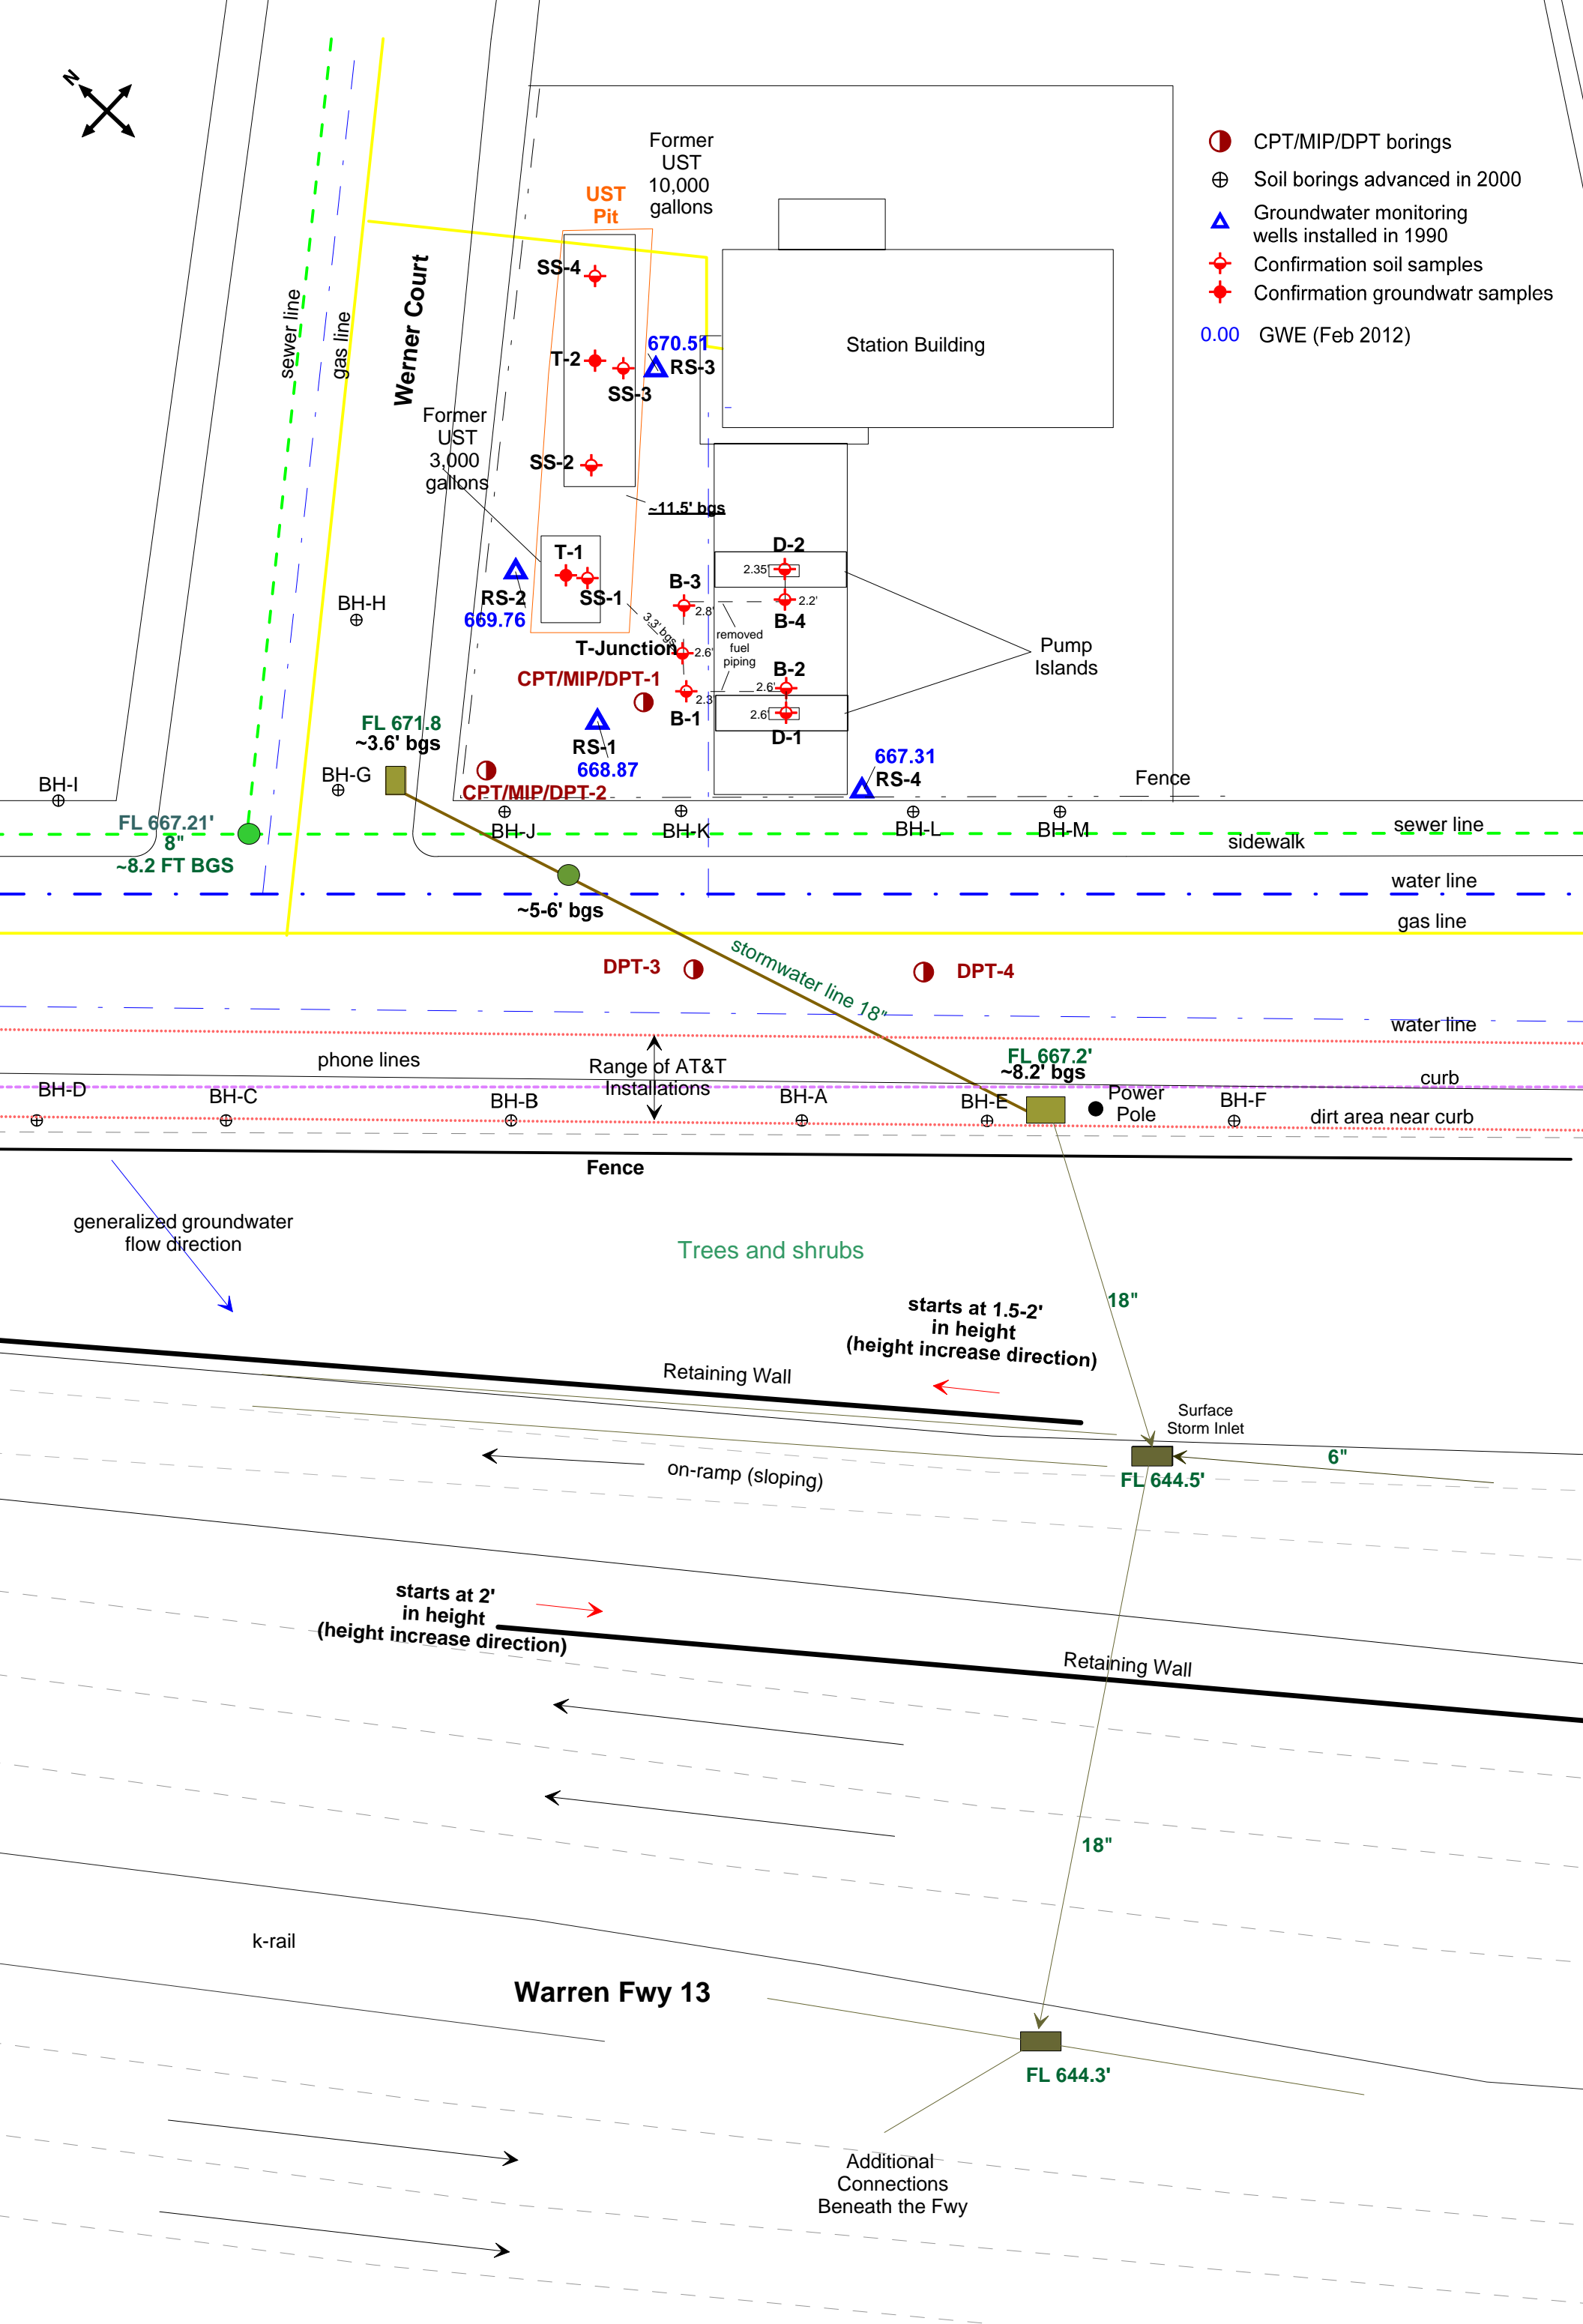 N
Former
UST
10,000
gallons
UST
Pit
CPT/MIP/DPT borings
Soil borings advanced in 2000
Groundwater monitoring
wells installed in 1990
Confirmation soil samples
Confirmation groundwatr samples
0.00 GWE (Feb 2012)
Werner Court
sewer line
gas line
SS-4
T-2
SS-3
670.51
RS-3
Station Building
Former
UST
3,000
gallons
SS-2
~11.5' bgs
T-1
SS-1
RS-2
669.76
BH-H
D-2
2.35'
B-3
2.8'
2.2'
B-4
3.3' bgs
removed
fuel
piping
T-Junction
2.6'
Pump
Islands
B-2
2.6'
CPT/MIP/DPT-1
2.3'
B-1
2.6'
D-1
RS-1
668.87
FL 671.8
~3.6' bgs
667.31
RS-4
Fence
BH-I
BH-G
CPT/MIP/DPT-2
FL 667.21'
8"
~8.2 FT BGS
BH-J
BH-K
BH-L
BH-M
sewer line
sidewalk
water line
~5-6' bgs
gas line
stormwater line 18"
DPT-3
DPT-4
water line
phone lines
Range of AT&T
Installations
FL 667.2'
~8.2' bgs
curb
BH-D
BH-C
BH-B
BH-A
BH-E
Power
Pole
BH-F
dirt area near curb
Fence
generalized groundwater
flow direction
Trees and shrubs
18"
starts at 1.5-2'
in height
(height increase direction)
Retaining Wall
Surface
Storm Inlet
6"
FL 644.5'
on-ramp (sloping)
starts at 2'
in height
(height increase direction)
Retaining Wall
18"
k-rail
Warren Fwy 13
FL 644.3'
Additional
Connections
Beneath the Fwy